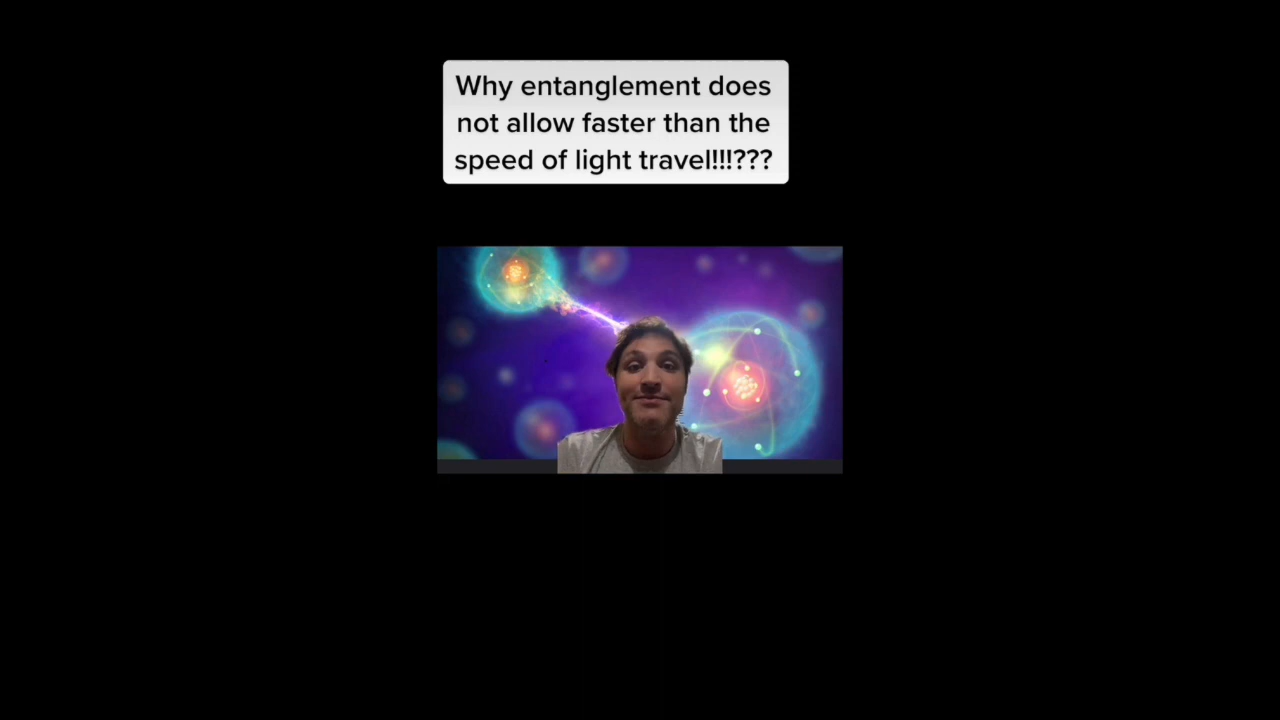 Why entanglement does
not allow faster than the
speed of light travel!!!???